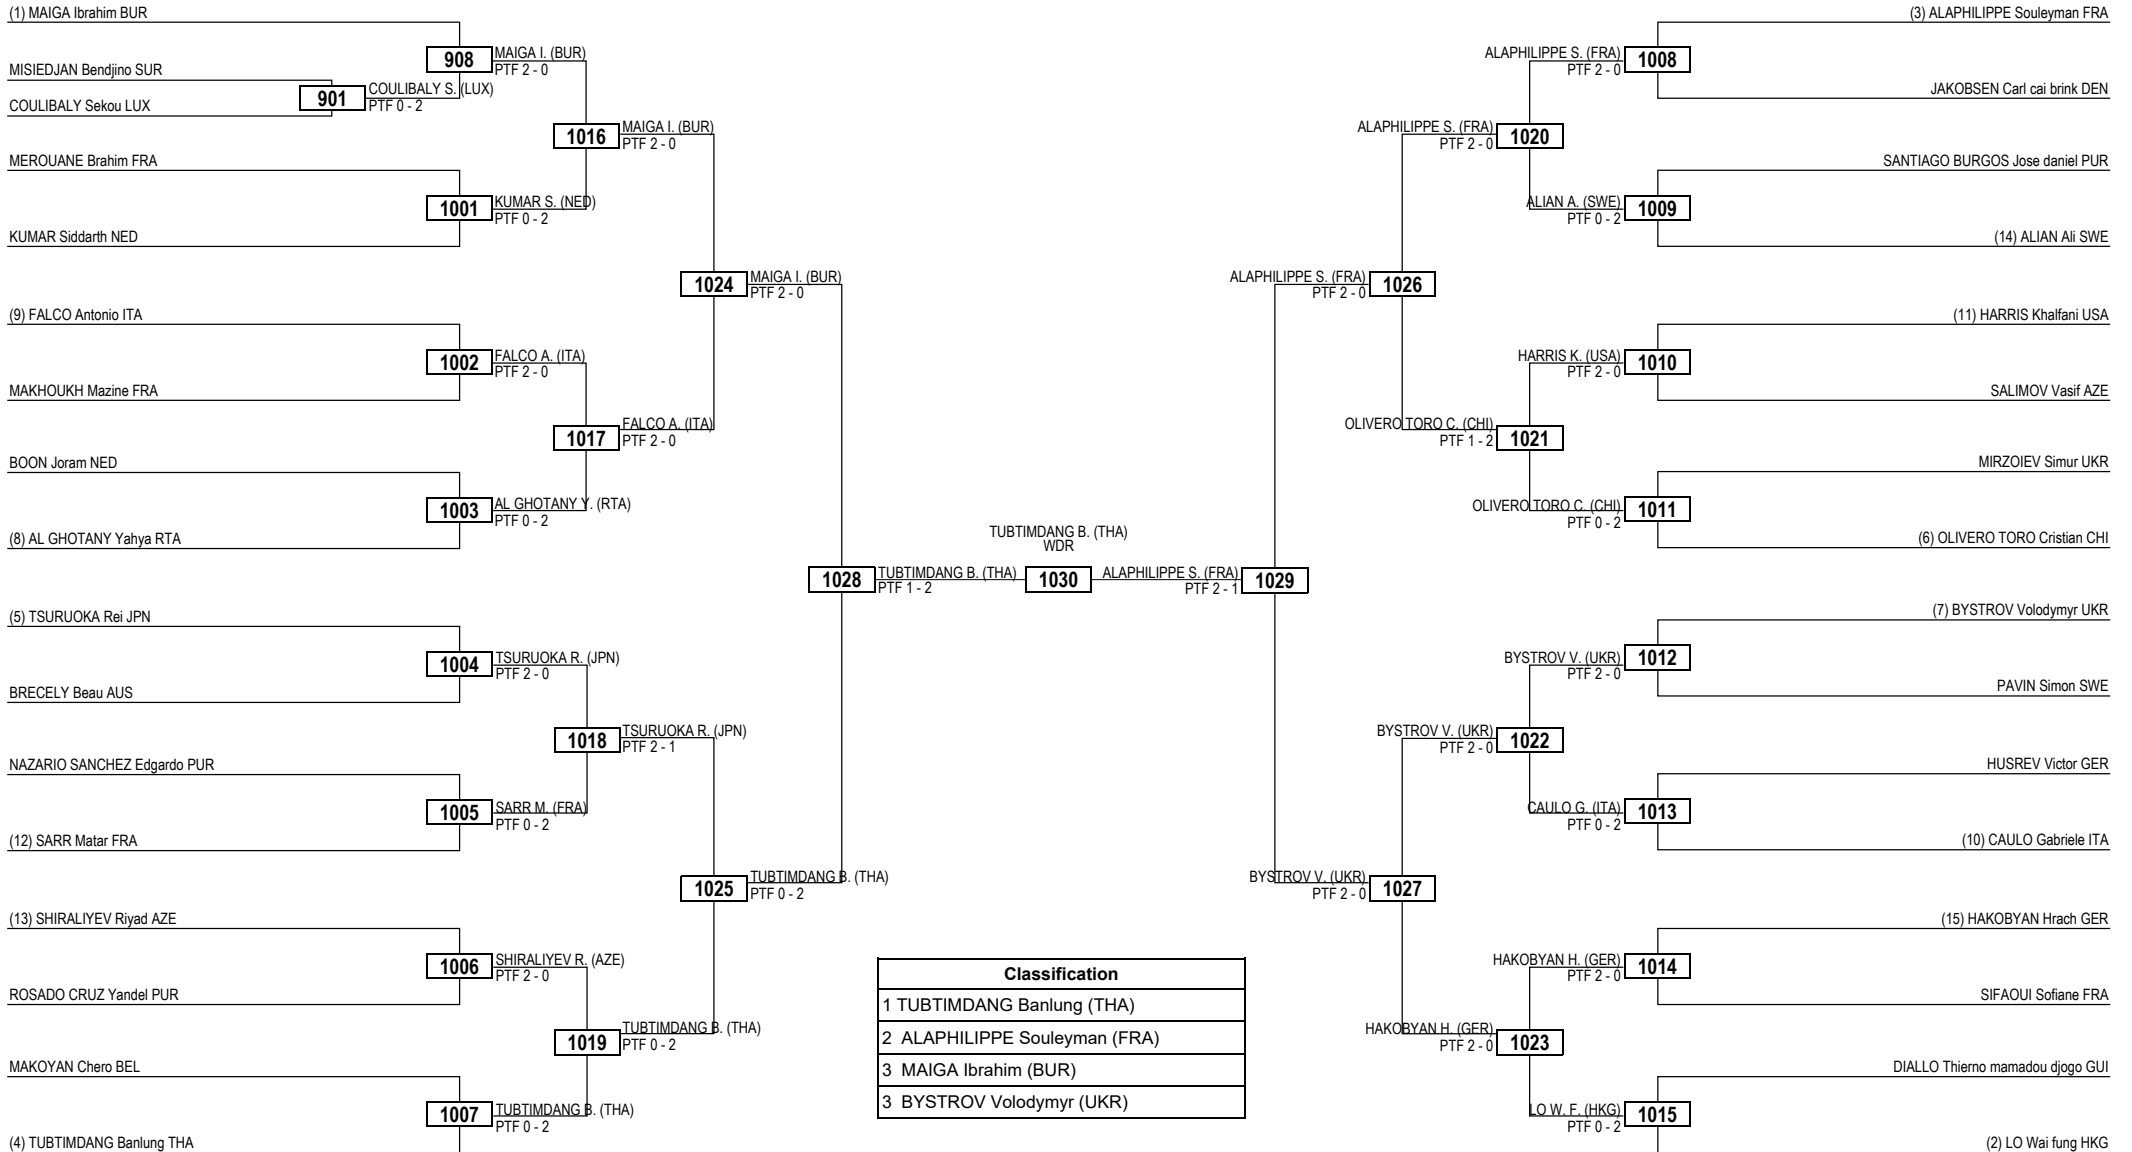 (1) MAIGA Ibrahim BUR
908
MAIGA I. (BUR)
PTF 2 - 0
MISIEDJAN Bendjino SUR
901
COULIBALY S. (LUX)
PTF 0 - 2
COULIBALY Sekou LUX
1016
MAIGA I. (BUR)
PTF 2 - 0
MEROUANE Brahim FRA
1001
KUMAR S. (NED)
PTF 0 - 2
KUMAR Siddarth NED
1024
MAIGA I. (BUR)
PTF 2 - 0
(9) FALCO Antonio ITA
1002
FALCO A. (ITA)
PTF 2 - 0
MAKHOUKH Mazine FRA
1017
FALCO A. (ITA)
PTF 2 - 0
BOON Joram NED
1003
AL GHOTANY Y. (RTA)
PTF 0 - 2
(8) AL GHOTANY Yahya RTA
1028
TUBTIMDANG B. (THA)
PTF 1 - 2
(5) TSURUOKA Rei JPN
1004
TSURUOKA R. (JPN)
PTF 2 - 0
BRECELY Beau AUS
1018
TSURUOKA R. (JPN)
PTF 2 - 1
NAZARIO SANCHEZ Edgardo PUR
1005
SARR M. (FRA)
PTF 0 - 2
(12) SARR Matar FRA
1025
TUBTIMDANG B. (THA)
PTF 0 - 2
(13) SHIRALIYEV Riyad AZE
1006
SHIRALIYEV R. (AZE)
PTF 2 - 0
ROSADO CRUZ Yandel PUR
1019
TUBTIMDANG B. (THA)
PTF 0 - 2
MAKOYAN Chero BEL
1007
TUBTIMDANG B. (THA)
PTF 0 - 2
(4) TUBTIMDANG Banlung THA
TUBTIMDANG B. (THA)
WDR
1030
(3) ALAPHILIPPE Souleyman FRA
ALAPHILIPPE S. (FRA)
PTF 2 - 0
1008
JAKOBSEN Carl cai brink DEN
ALAPHILIPPE S. (FRA)
PTF 2 - 0
1020
SANTIAGO BURGOS Jose daniel PUR
ALIAN A. (SWE)
PTF 0 - 2
1009
(14) ALIAN Ali SWE
ALAPHILIPPE S. (FRA)
PTF 2 - 0
1026
(11) HARRIS Khalfani USA
HARRIS K. (USA)
PTF 2 - 0
1010
SALIMOV Vasif AZE
OLIVERO TORO C. (CHI)
PTF 1 - 2
1021
MIRZOIEV Simur UKR
OLIVERO TORO C. (CHI)
PTF 0 - 2
1011
(6) OLIVERO TORO Cristian CHI
ALAPHILIPPE S. (FRA)
PTF 2 - 1
1029
(7) BYSTROV Volodymyr UKR
BYSTROV V. (UKR)
PTF 2 - 0
1012
PAVIN Simon SWE
BYSTROV V. (UKR)
PTF 2 - 0
1022
HUSREV Victor GER
CAULO G. (ITA)
PTF 0 - 2
1013
(10) CAULO Gabriele ITA
BYSTROV V. (UKR)
PTF 2 - 0
1027
(15) HAKOBYAN Hrach GER
HAKOBYAN H. (GER)
PTF 2 - 0
1014
SIFAOUI Sofiane FRA
HAKOBYAN H. (GER)
PTF 2 - 0
1023
DIALLO Thierno mamadou djogo GUI
LO W. F. (HKG)
PTF 0 - 2
1015
(2) LO Wai fung HKG
Classification
1 TUBTIMDANG Banlung (THA)
2 ALAPHILIPPE Souleyman (FRA)
3 MAIGA Ibrahim (BUR)
3 BYSTROV Volodymyr (UKR)